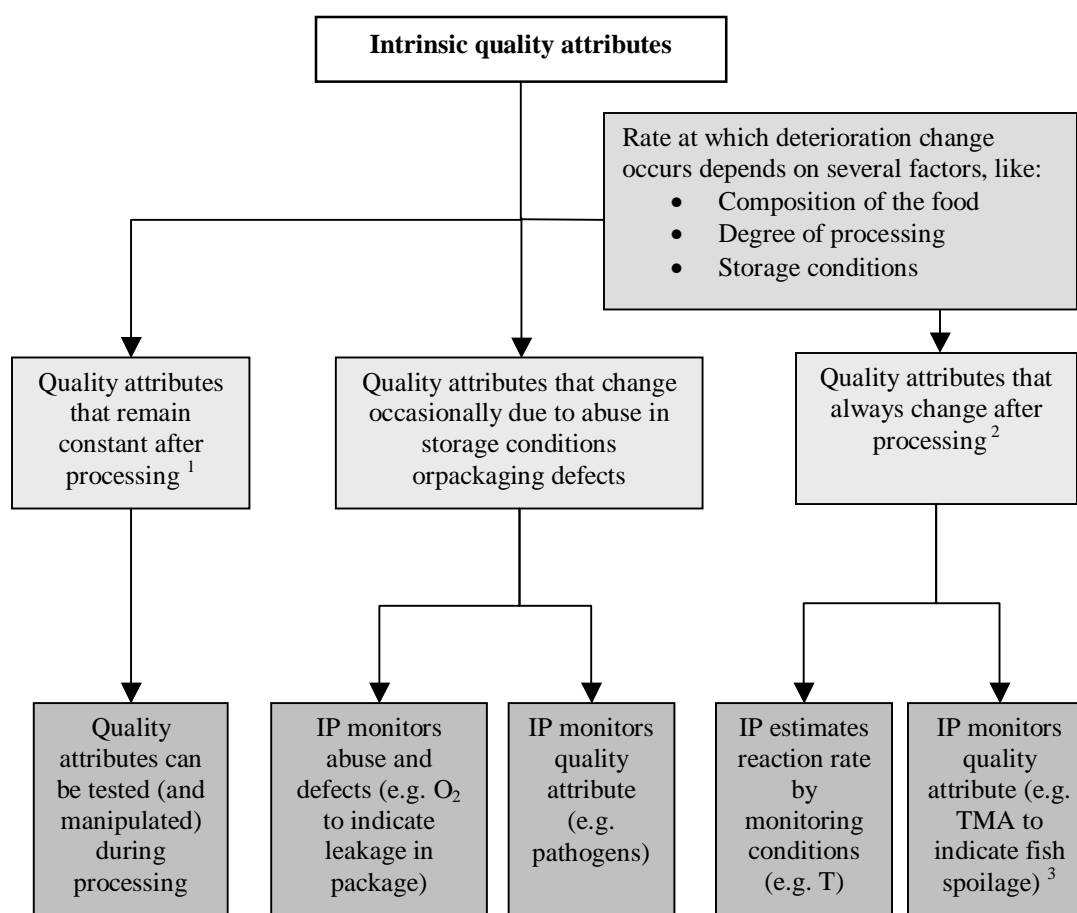 Intrinsic quality attributes
Rate at which deterioration change
occurs depends on several factors, like:
• Composition of the food
• Degree of processing
• Storage conditions
Quality attributes
that remain
constant after
processing 1
Quality attributes that change
occasionally due to abuse in
storage conditions
orpackaging defects
Quality attributes that
always change after
processing 2
Quality
attributes can
be tested (and
manipulated)
during
processing
IP monitors
abuse and
defects (e.g. O2
to indicate
leakage in
package)
IP monitors
quality
attribute
(e.g.
pathogens)
IP estimates
reaction rate
by
monitoring
conditions
(e.g. T)
IP monitors
quality
attribute (e.g.
TMA to
indicate fish
spoilage) 3